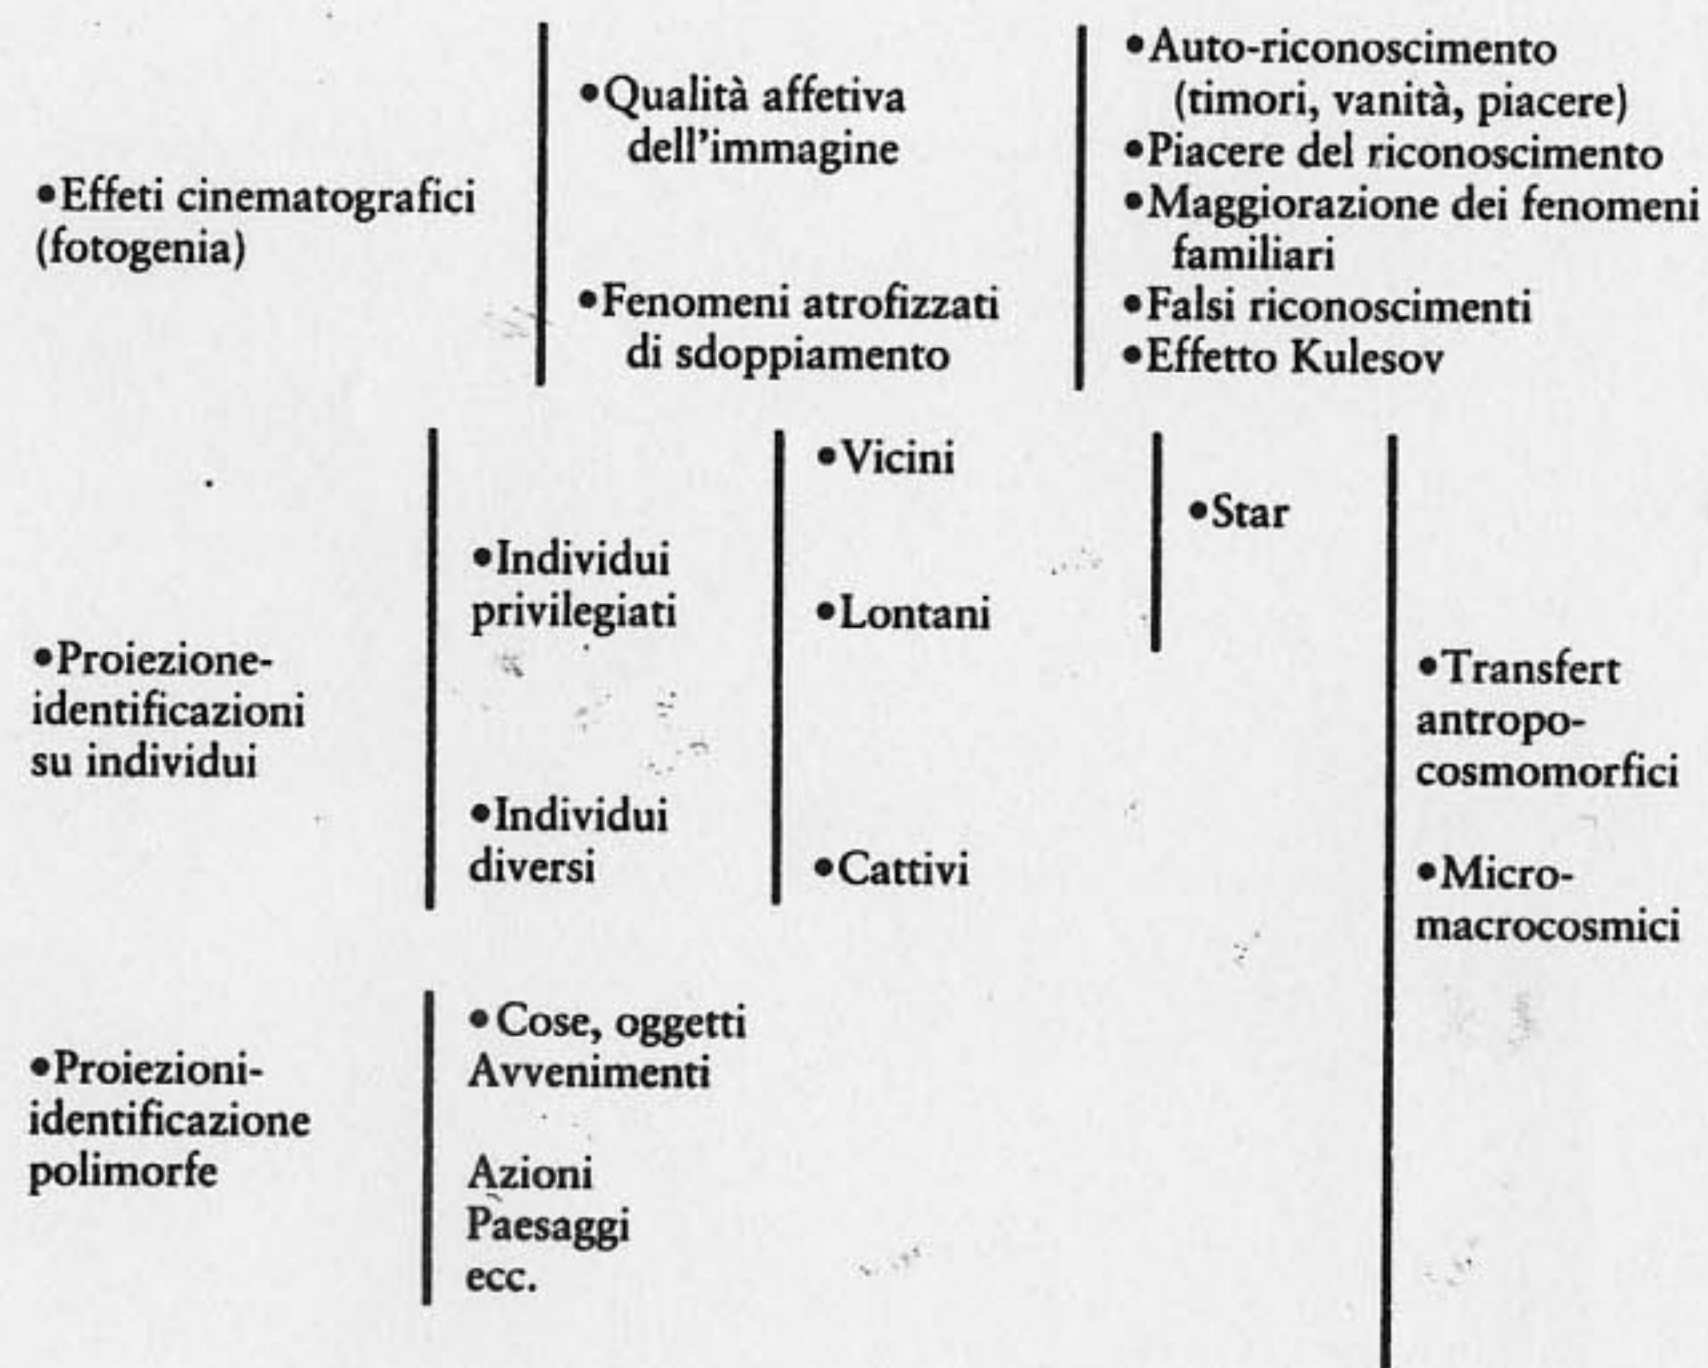 •Effeti cinematografici
(fotogenia)
•Qualità affetiva
dell'immagine
•Fenomeni atrofizzati
di sdoppiamento
•Auto-riconoscimento
(timori, vanità, piacere)
•Piacere del riconoscimento
•Maggiorazione dei fenomeni
familiari
•Falsi riconoscimenti
•Effetto Kulesov
•Proiezione-
identificazioni
su individui
•Individui
privilegiati
•Individui
diversi
•Vicini
•Lontani
•Cattivi
•Star
•Transfert
antropo-
cosmomorfici
•Micro-
macrocosmici
•Proiezioni-
identificazione
polimorfe
•Cose, oggetti
Avvenimenti
Azioni
Paesaggi
ecc.